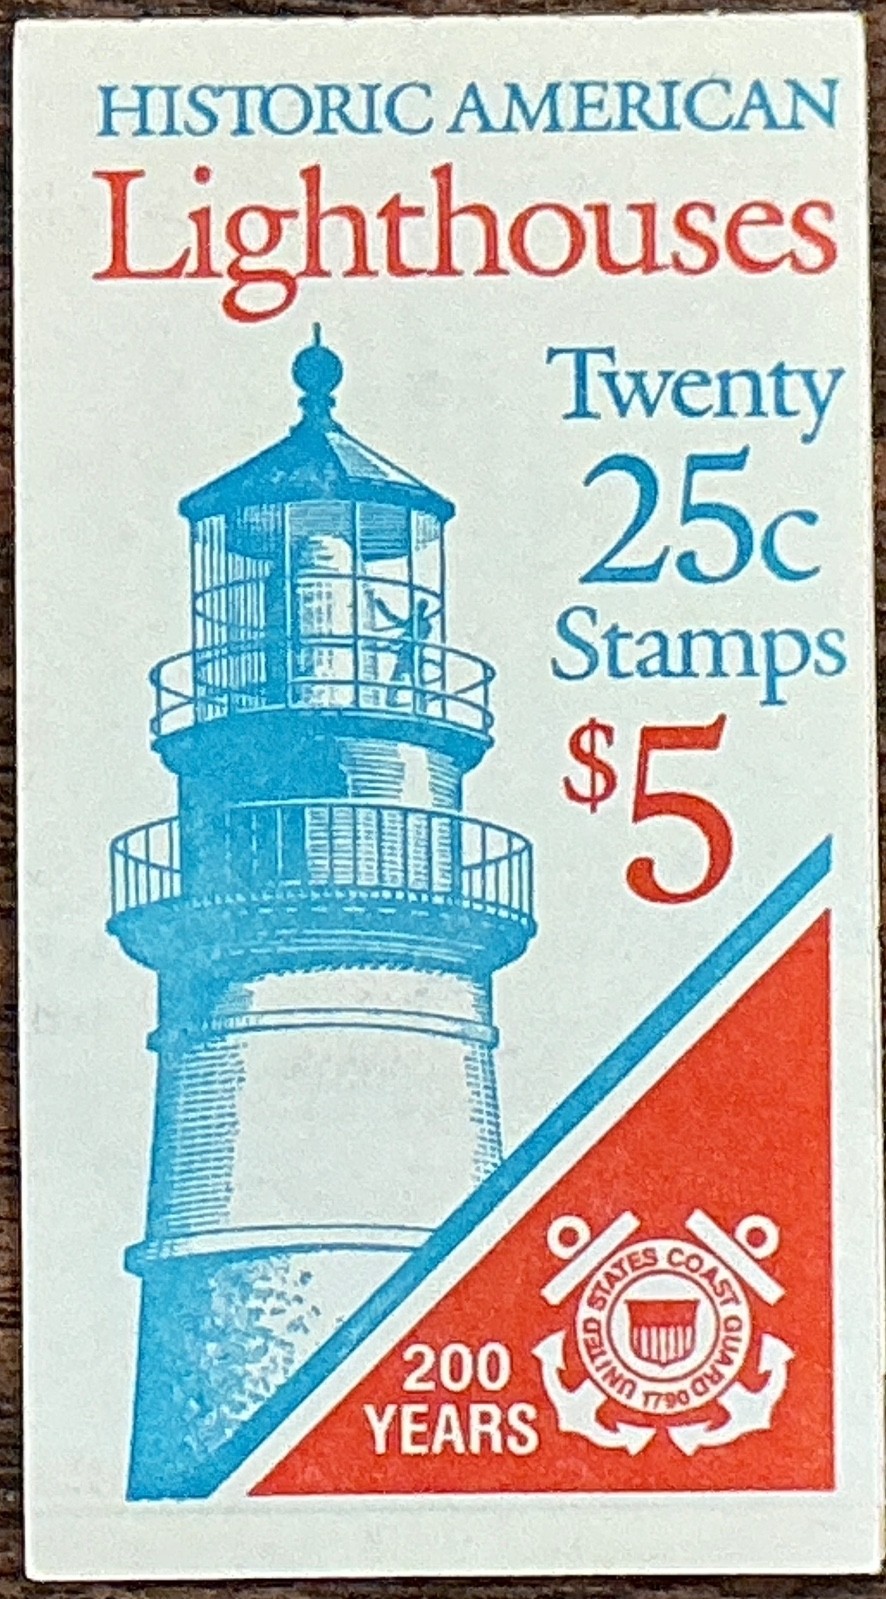 HISTORIC AMERICAN
Lighthouses
Twenty
25c
Stamps
$5
200
YEARS
UNITED STATES COAST GUARD
1790